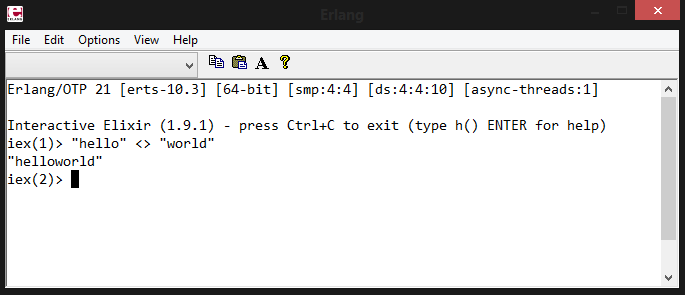 Erlang
File Edit Options View Help
Erlang/OTP 21 [erts-10.3] [64-bit] [smp:4:4] [ds:4:4:10] [async-threads:1]
Interactive Elixir (1.9.1) - press Ctrl+C to exit (type h() ENTER for help)
iex(1)> "hello" <> "world"
"helloworld"
iex(2)>